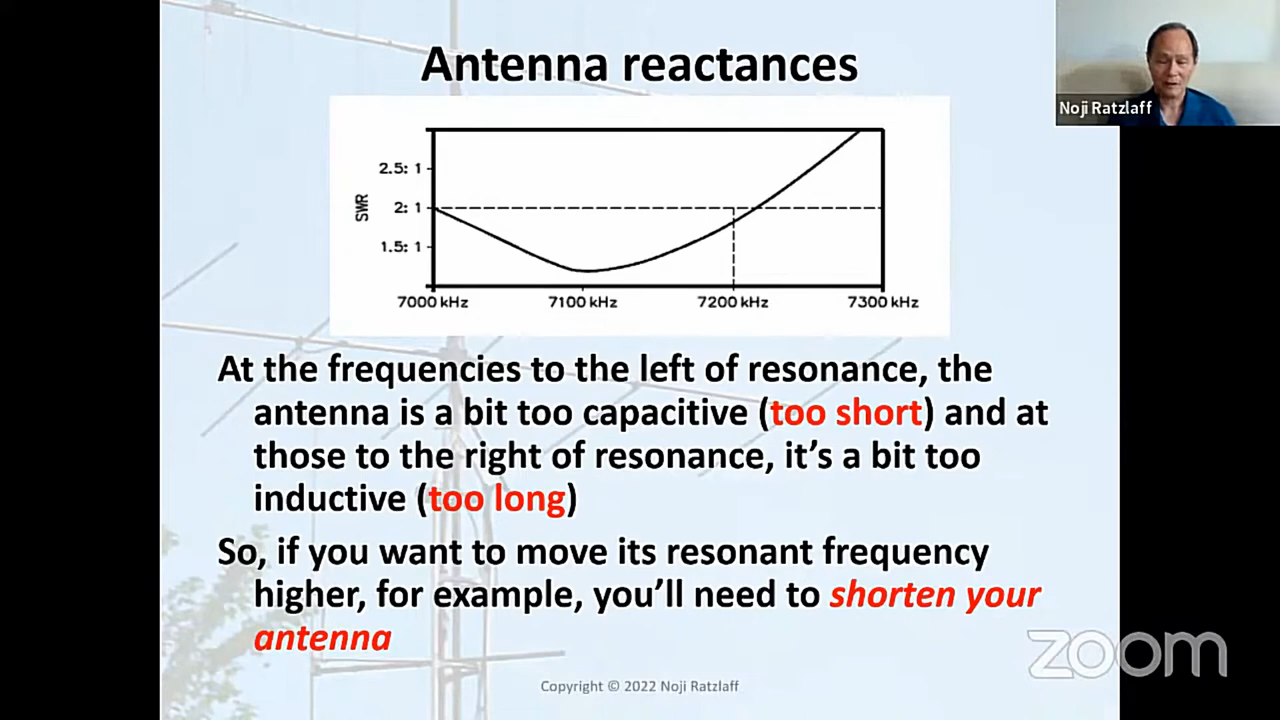 Antenna reactances
Noji Ratzlaff
2.5: 1
2: 1
1.5: 1
SWR
7000 kHz 7100 kHz 7200 kHz 7300 kHz
At the frequencies to the left of resonance, the
antenna is a bit too capacitive (too short) and at
those to the right of resonance, it’s a bit too
inductive (too long)
So, if you want to move its resonant frequency
higher, for example, you’ll need to shorten your
antenna
zoom
Copyright © 2022 Noji Ratzlaff